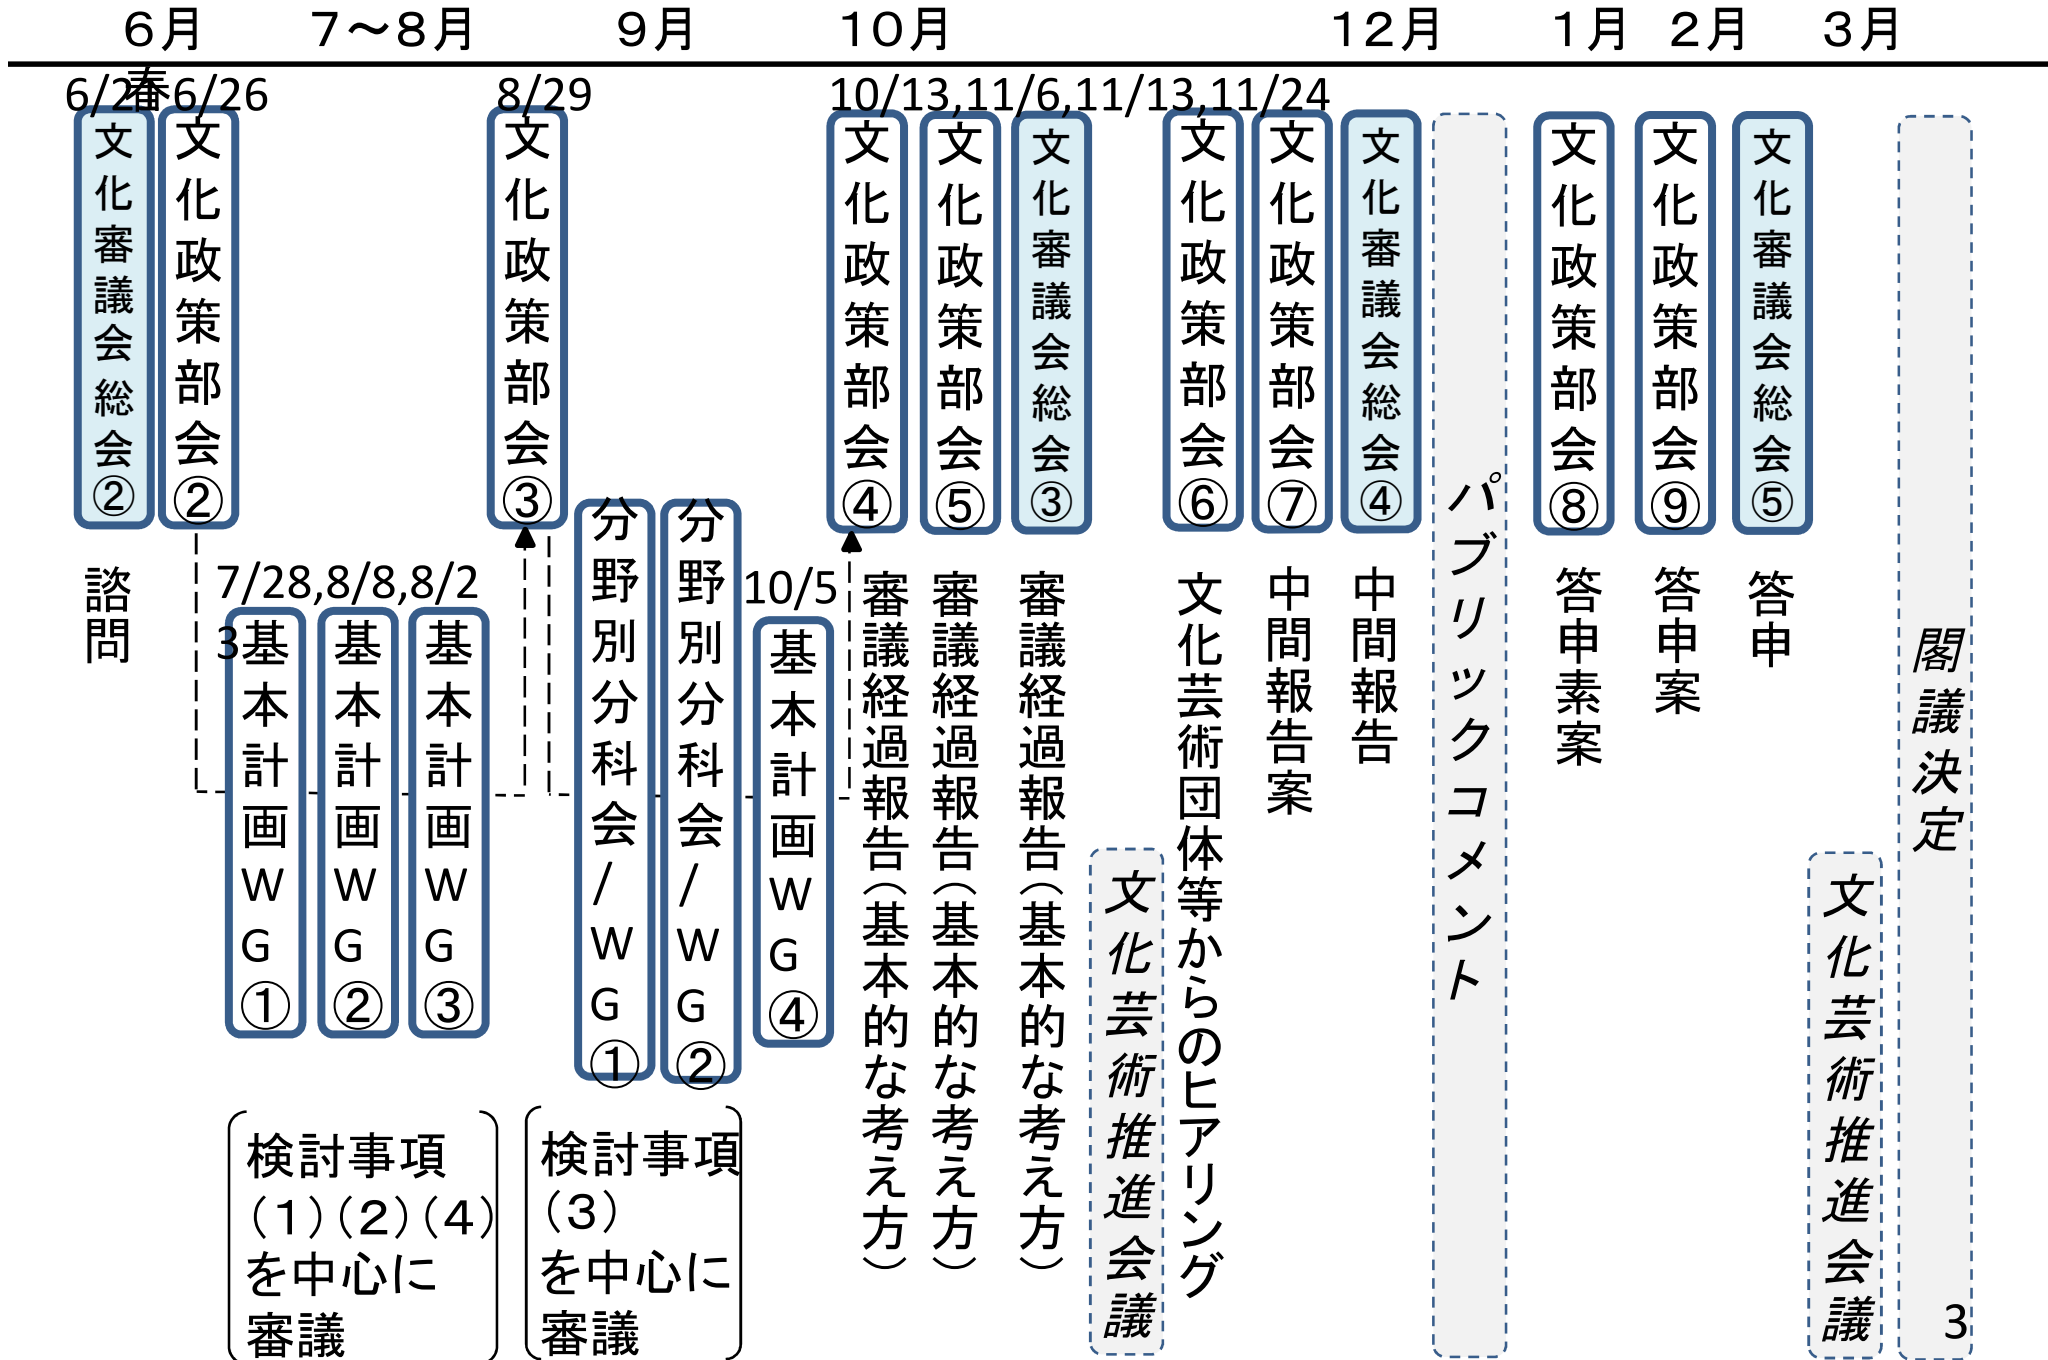 ６月
７～８月
９月
１０月
１２月
１月
２月
３月
春
6/26
8/29
10/13,11/6,11/13,11/24
文化審議会総会②
文化政策部会②
文化政策部会③
文化政策部会④
文化政策部会⑤
文化審議会総会③
文化政策部会⑥
文化政策部会⑦
文化審議会総会④
パブリックコメント
文化政策部会⑧
文化政策部会⑨
文化審議会総会⑤
閣議決定
諮問
7/28,8/8,8/2
3
基本計画WG①
基本計画WG②
基本計画WG③
分野別分科会/WG①
分野別分科会/WG②
10/5
基本計画WG④
審議経過報告（基本的な考え方）
審議経過報告（基本的な考え方）
審議経過報告（基本的な考え方）
文化芸術推進会議
文化芸術団体等からのヒアリング
中間報告案
中間報告
答申素案
答申案
答申
文化芸術推進会議
検討事項
（１）（２）（４）
を中心に
審議
検討事項
（３）
を中心に
審議
3